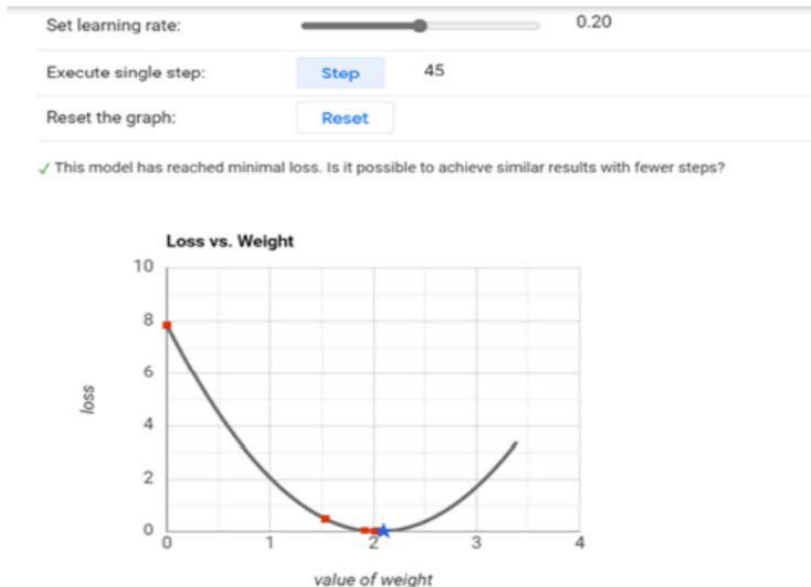 Set learning rate: 0.20
Execute single step: Step 45
Reset the graph: Reset
✓ This model has reached minimal loss. Is it possible to achieve similar results with fewer steps?
Loss vs. Weight
10
8
6
4
2
0
loss
0 1 2 3 4
value of weight